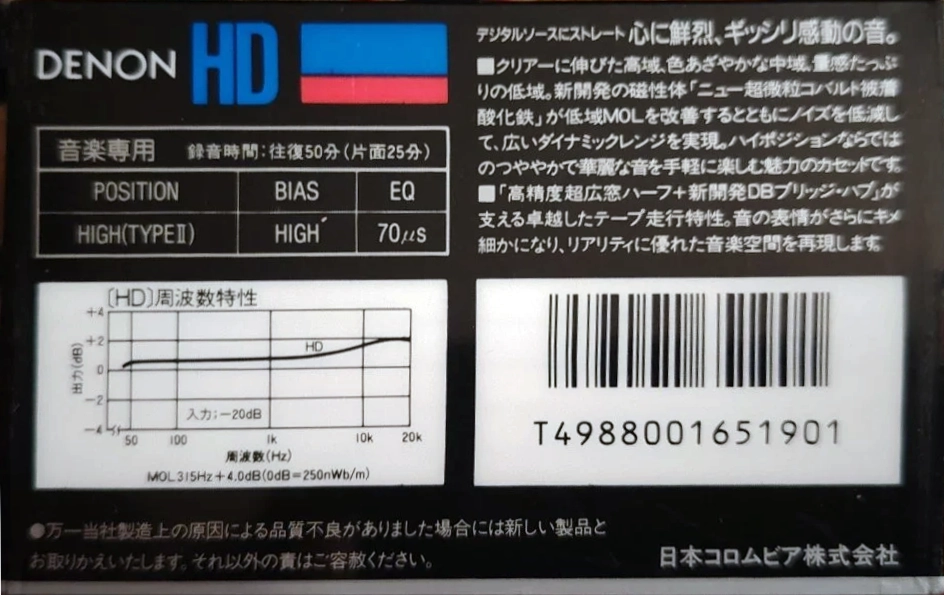 DENON HD
音楽専用 録音時間:往復50分(片面25分)
POSITION BIAS EQ
HIGH(TYPEⅡ) HIGH 70μs
〔HD〕周波数特性
+4
+2
0
-2
-4
出力(dB)
HD
入力;-20dB
50 100 1k 10k 20k
周波数(Hz)
MOL315Hz+4.0dB(0dB=250nWb/m)
デジタルソースにストレート 心に鮮烈、ギッシリ感動の音。
■クリアーに伸びた高域、色あざやかな中域、量感たっぷ
りの低域。新開発の磁性体「ニュー超微粒コバルト被着
酸化鉄」が低域MOLを改善するとともにノイズを低減し
て、広いダイナミックレンジを実現。ハイポジションならでは
のつややかで華麗な音を手軽に楽しむ魅力のカセットです。
■「高精度超広窓ハーフ+新開発DBブリッジ・ハブ」が
支える卓越したテープ走行特性。音の表情がさらにキメ
細かになり、リアリティに優れた音楽空間を再現します。
T4988001651901
●万一当社製造上の原因による品質不良がありました場合には新しい製品と
お取りかえいたします。それ以外の責はご容赦ください。
日本コロムビア株式会社